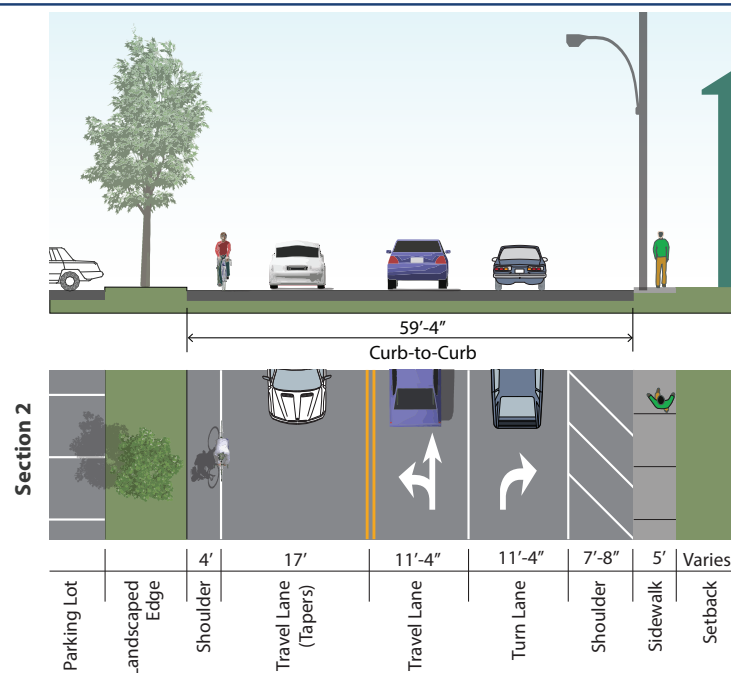 59’-4”
Curb-to-Curb
Section 2
4’
17’
11’-4”
11’-4”
7’-8”
5’
Varies
Parking Lot
Landscaped
Edge
Shoulder
Travel Lane
(Tapers)
Travel Lane
Turn Lane
Shoulder
Sidewalk
Setback